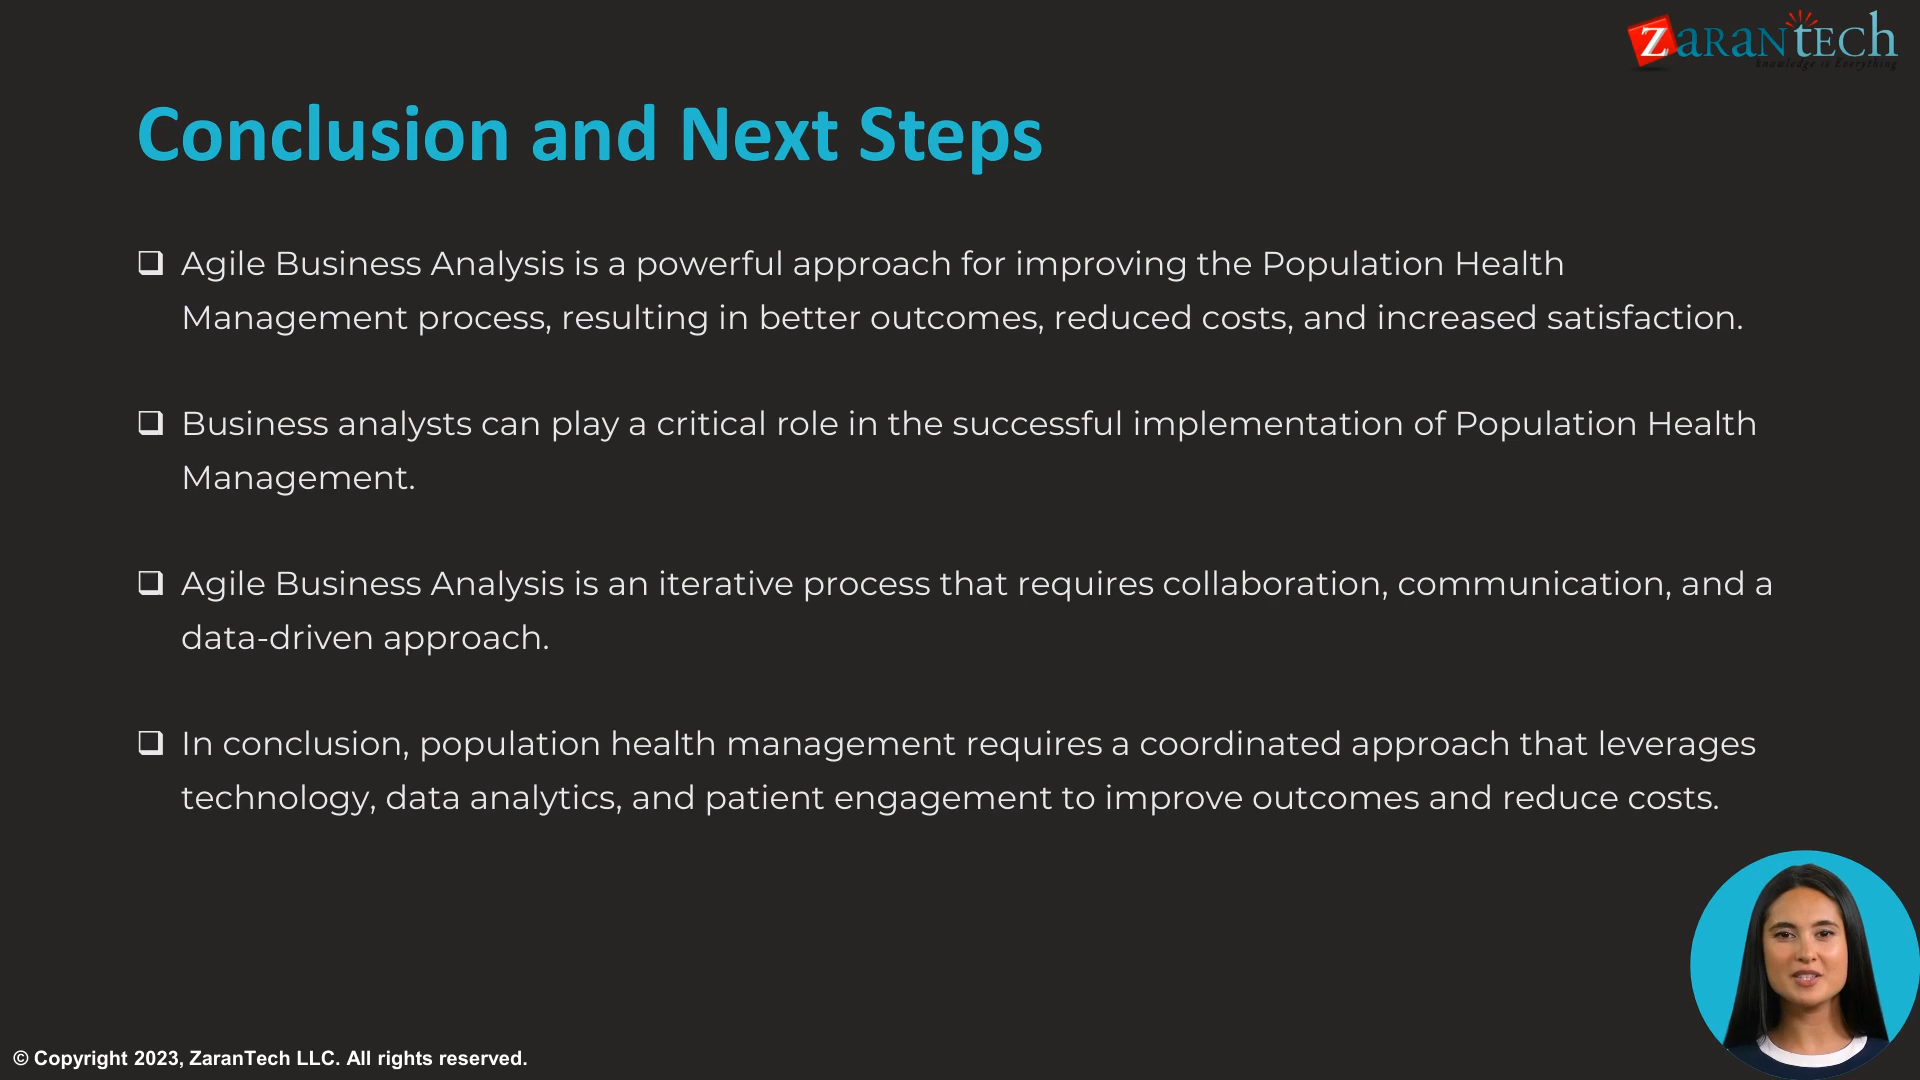 ZaranTech
knowledge is Everything
Conclusion and Next Steps
❑ Agile Business Analysis is a powerful approach for improving the Population Health
Management process, resulting in better outcomes, reduced costs, and increased satisfaction.
❑ Business analysts can play a critical role in the successful implementation of Population Health
Management.
❑ Agile Business Analysis is an iterative process that requires collaboration, communication, and a
data-driven approach.
❑ In conclusion, population health management requires a coordinated approach that leverages
technology, data analytics, and patient engagement to improve outcomes and reduce costs.
© Copyright 2023, ZaranTech LLC. All rights reserved.